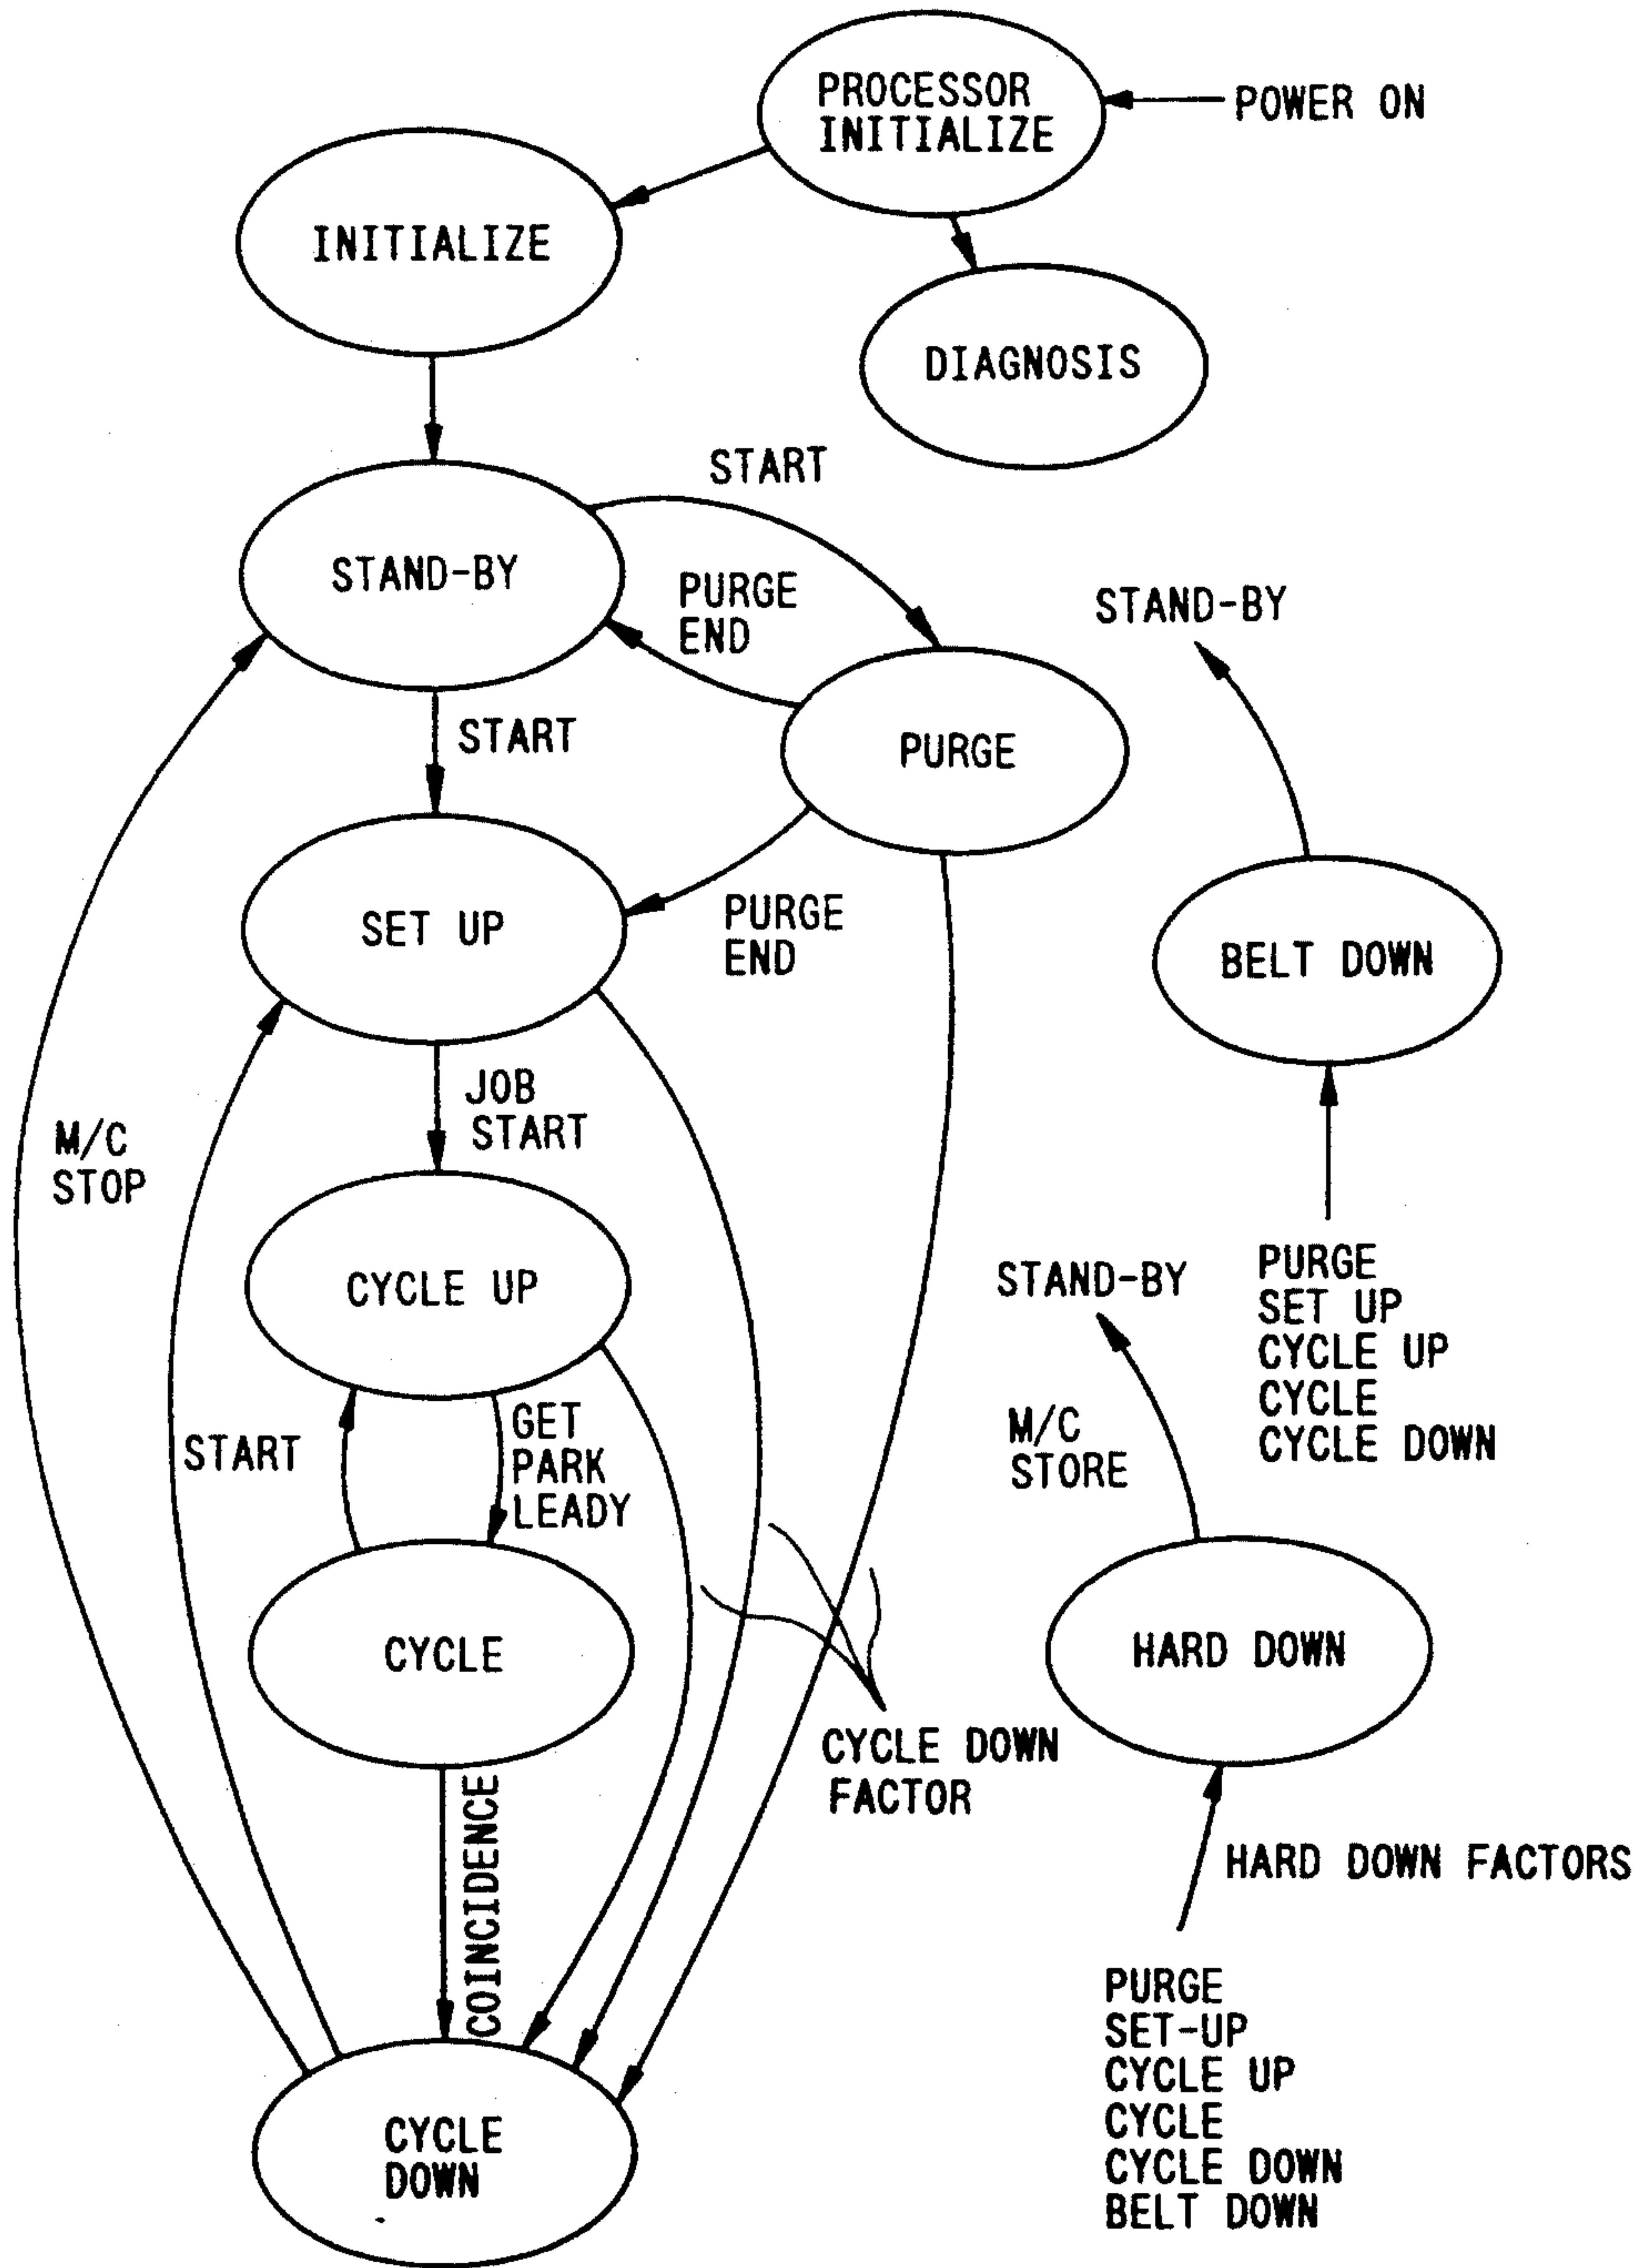 PROCESSOR
INITIALIZE
POWER ON
INITIALIZE
DIAGNOSIS
START
STAND-BY
PURGE
END
STAND-BY
START
PURGE
SET UP
PURGE
END
BELT DOWN
JOB
START
M/C
STOP
PURGE
SET UP
CYCLE UP
CYCLE
CYCLE DOWN
STAND-BY
CYCLE UP
START
GET
PARK
LEADY
M/C
STORE
CYCLE
HARD DOWN
CYCLE DOWN
FACTOR
COINCIDENCE
HARD DOWN FACTORS
PURGE
SET-UP
CYCLE UP
CYCLE
CYCLE DOWN
BELT DOWN
CYCLE
DOWN